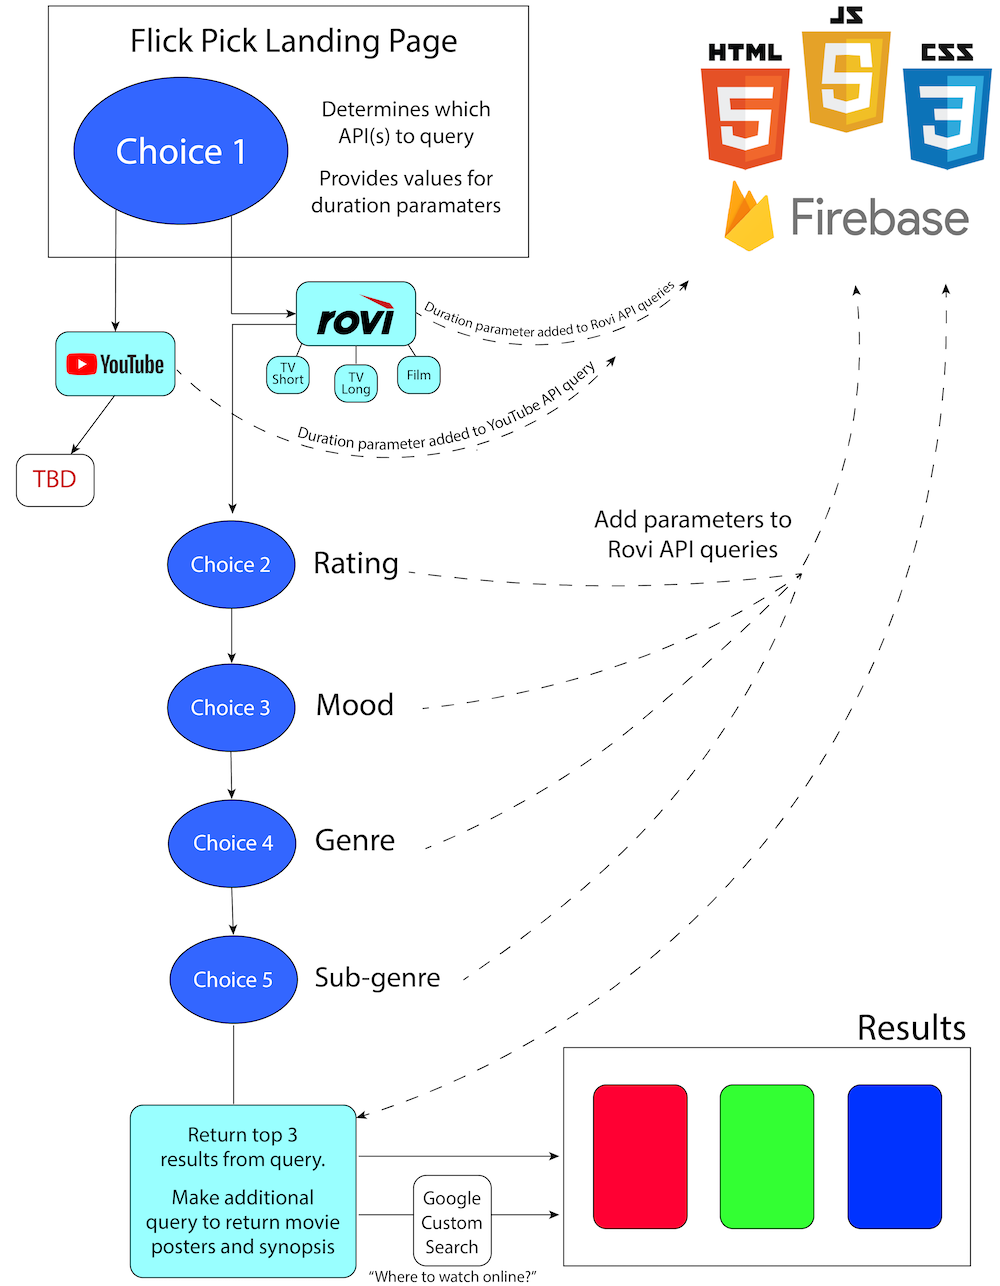 Flick Pick Landing Page
Choice 1
Determines which
API(s) to query
Provides values for
duration paramaters
HTML
JS
CSS
5
5
3
Firebase
rovi
TV
Short
TV
Long
Film
YouTube
TBD
Duration parameter added to Rovi API queries
Duration parameter added to YouTube API query
Choice 2
Rating
Add parameters to
Rovi API queries
Choice 3
Mood
Choice 4
Genre
Choice 5
Sub-genre
Return top 3
results from query.
Make additional
query to return movie
posters and synopsis
Google
Custom
Search
"Where to watch online?"
Results